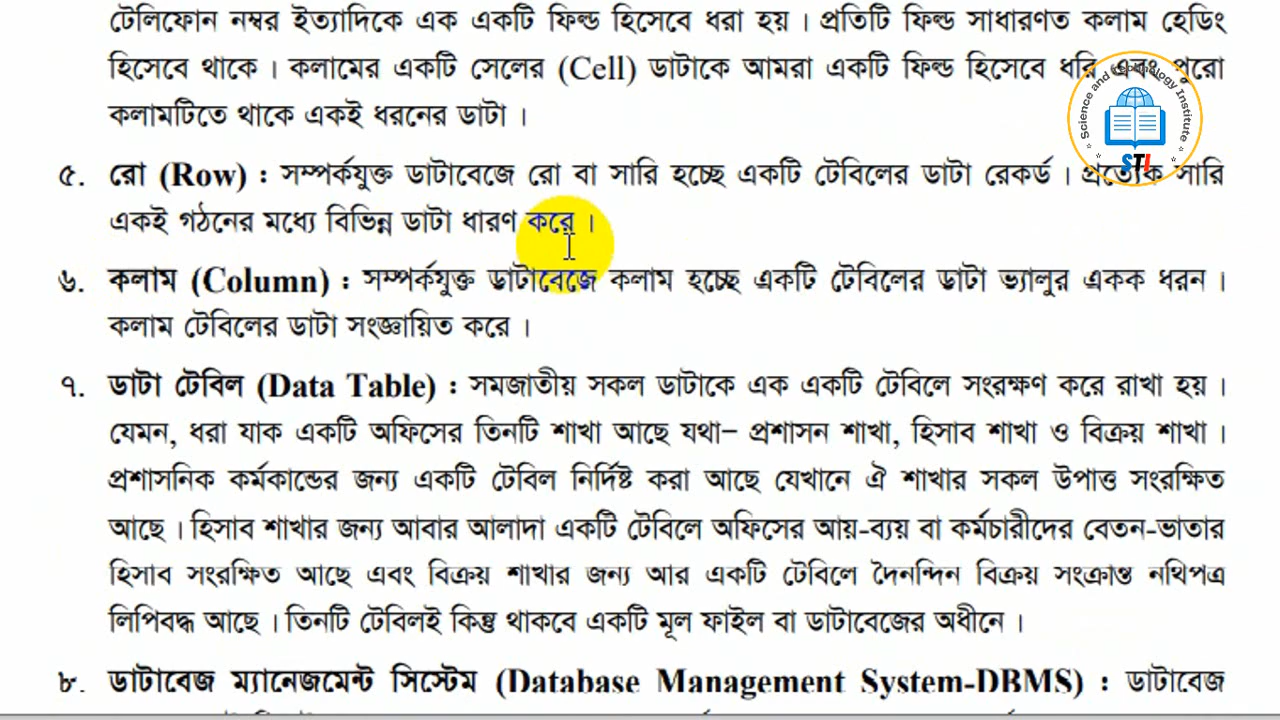 টেলিফোন নম্বর ইত্যাদিকে এক একটি ফিল্ড হিসেবে ধরা হয়। প্রতিটি ফিল্ড সাধারণত কলাম হেডিং
হিসেবে থাকে। কলামের একটি সেলের (Cell) ডাটাকে আমরা একটি ফিল্ড হিসেবে ধরি এবং পুরো
কলামটিতে থাকে একই ধরনের ডাটা।
Science and Technology Institute
STI
৫. রো (Row) : সম্পর্কযুক্ত ডাটাবেজে রো বা সারি হচ্ছে একটি টেবিলের ডাটা রেকর্ড। প্রত্যেক সারি
একই গঠনের মধ্যে বিভিন্ন ডাটা ধারণ করে।
৬. কলাম (Column) : সম্পর্কযুক্ত ডাটাবেজে কলাম হচ্ছে একটি টেবিলের ডাটা ভ্যালুর একক ধরন।
কলাম টেবিলের ডাটা সংজ্ঞায়িত করে।
৭. ডাটা টেবিল (Data Table) : সমজাতীয় সকল ডাটাকে এক একটি টেবিলে সংরক্ষণ করে রাখা হয়।
যেমন, ধরা যাক একটি অফিসের তিনটি শাখা আছে যথা– প্রশাসন শাখা, হিসাব শাখা ও বিক্রয় শাখা।
প্রশাসনিক কর্মকান্ডের জন্য একটি টেবিল নির্দিষ্ট করা আছে যেখানে ঐ শাখার সকল উপাত্ত সংরক্ষিত
আছে। হিসাব শাখার জন্য আবার আলাদা একটি টেবিলে অফিসের আয়-ব্যয় বা কর্মচারীদের বেতন-ভাতার
হিসাব সংরক্ষিত আছে এবং বিক্রয় শাখার জন্য আর একটি টেবিলে দৈনন্দিন বিক্রয় সংক্রান্ত নথিপত্র
লিপিবদ্ধ আছে। তিনটি টেবিলই কিন্তু থাকবে একটি মূল ফাইল বা ডাটাবেজের অধীনে।
৮. ডাটাবেজ ম্যানেজমেন্ট সিস্টেম (Database Management System-DBMS) : ডাটাবেজ